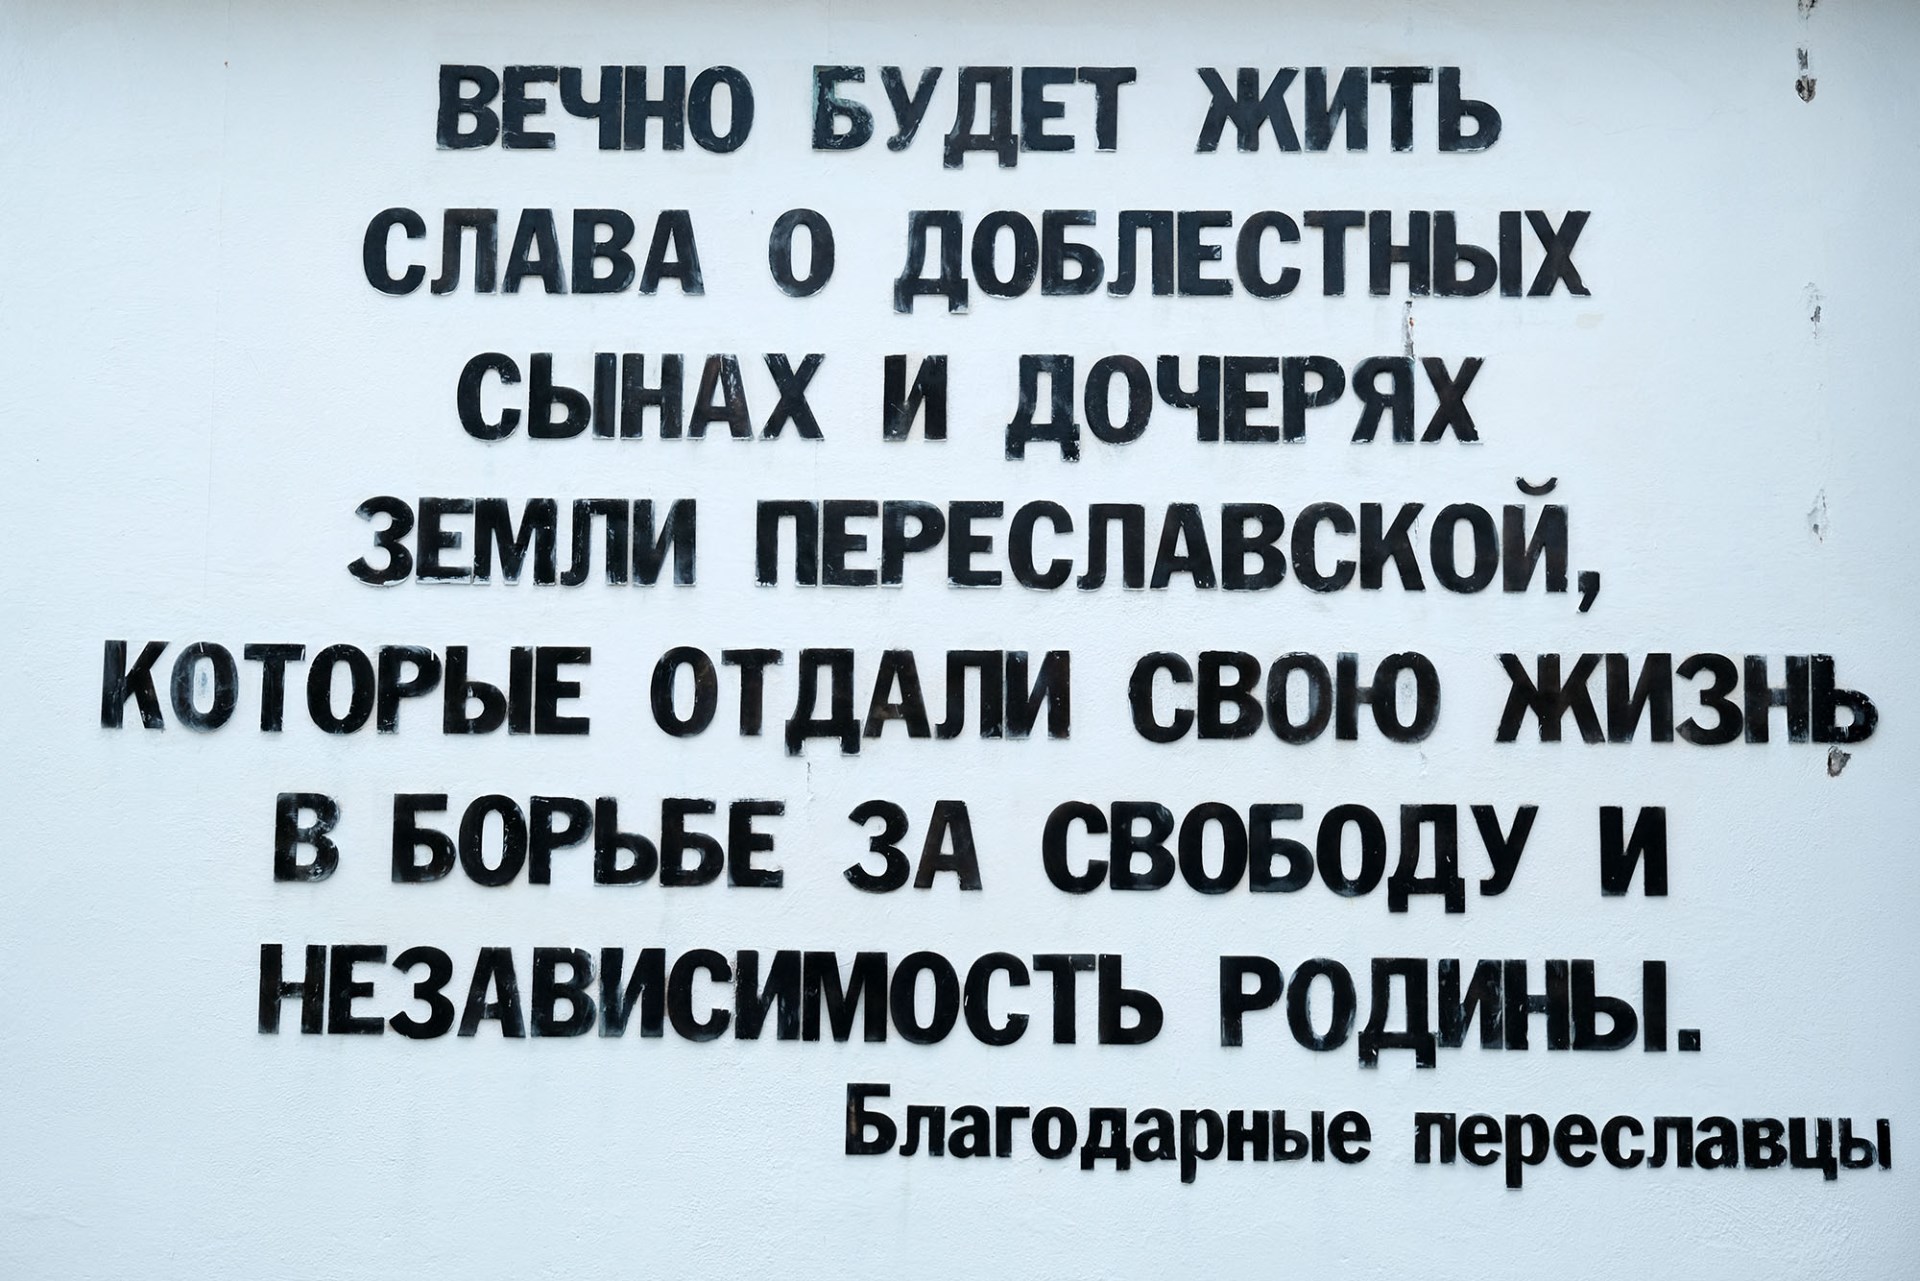 ВЕЧНО БУДЕТ ЖИТЬ
СЛАВА О ДОБЛЕСТНЫХ
СЫНАХ И ДОЧЕРЯХ
ЗЕМЛИ ПЕРЕСЛАВСКОЙ,
КОТОРЫЕ ОТДАЛИ СВОЮ ЖИЗНЬ
В БОРЬБЕ ЗА СВОБОДУ И
НЕЗАВИСИМОСТЬ РОДИНЫ.
Благодарные переславцы